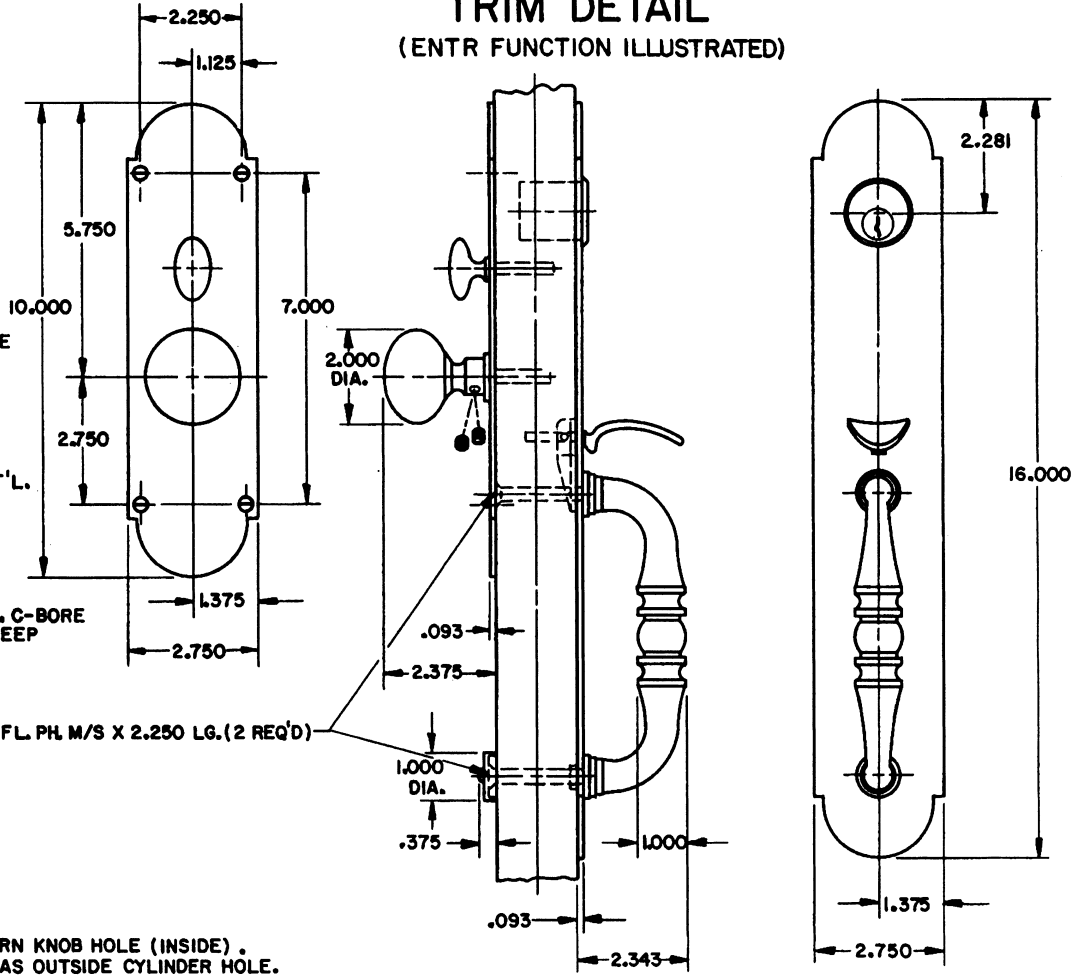 TRIM DETAIL
(ENTR FUNCTION ILLUSTRATED)
2.250
1.125
2.281
5.750
10.000
7.000
E
2.000
DIA.
2.750
'L.
16.000
1.375
. C-BORE
EEP
.093
2.750
2.375
FL. PH. M/S X 2.250 LG.(2 REQ'D)
1.000
DIA.
.375
1.000
.093
1.375
2.343
2.750
RN KNOB HOLE (INSIDE).
AS OUTSIDE CYLINDER HOLE.